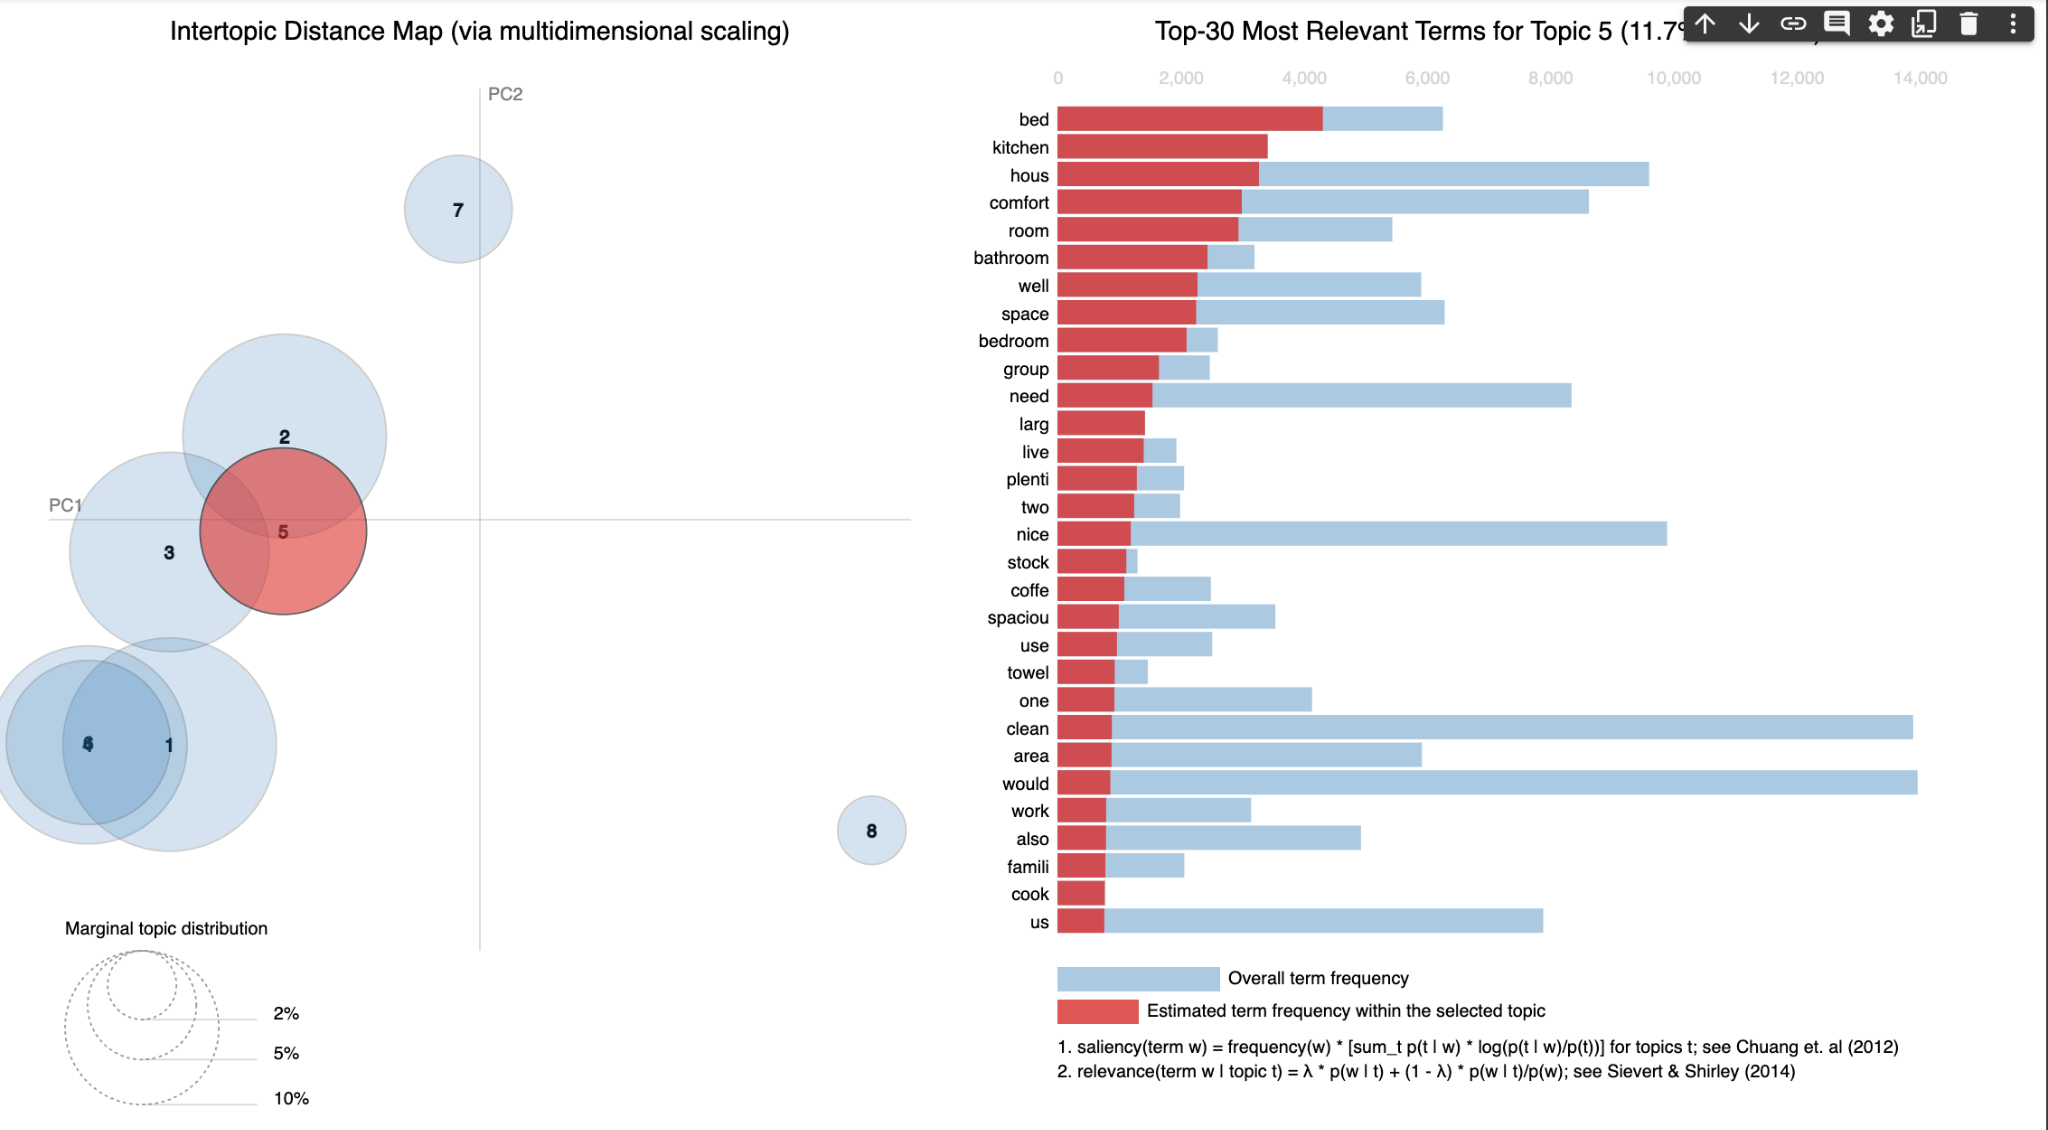 Intertopic Distance Map (via multidimensional scaling)
PC2
PC1
7
2
5
3
1
8
Marginal topic distribution
2%
5%
10%
Top-30 Most Relevant Terms for Topic 5 (11.7%
0 2,000 4,000 6,000 8,000 10,000 12,000 14,000
bed
kitchen
hous
comfort
room
bathroom
well
space
bedroom
group
need
larg
live
plenti
two
nice
stock
coffe
spaciou
use
towel
one
clean
area
would
work
also
famili
cook
us
Overall term frequency
Estimated term frequency within the selected topic
1. saliency(term w) = frequency(w) * [sum_t p(t | w) * log(p(t | w)/p(t))] for topics t; see Chuang et. al (2012)
2. relevance(term w | topic t) = λ * p(w | t) + (1 - λ) * p(w | t)/p(w); see Sievert & Shirley (2014)